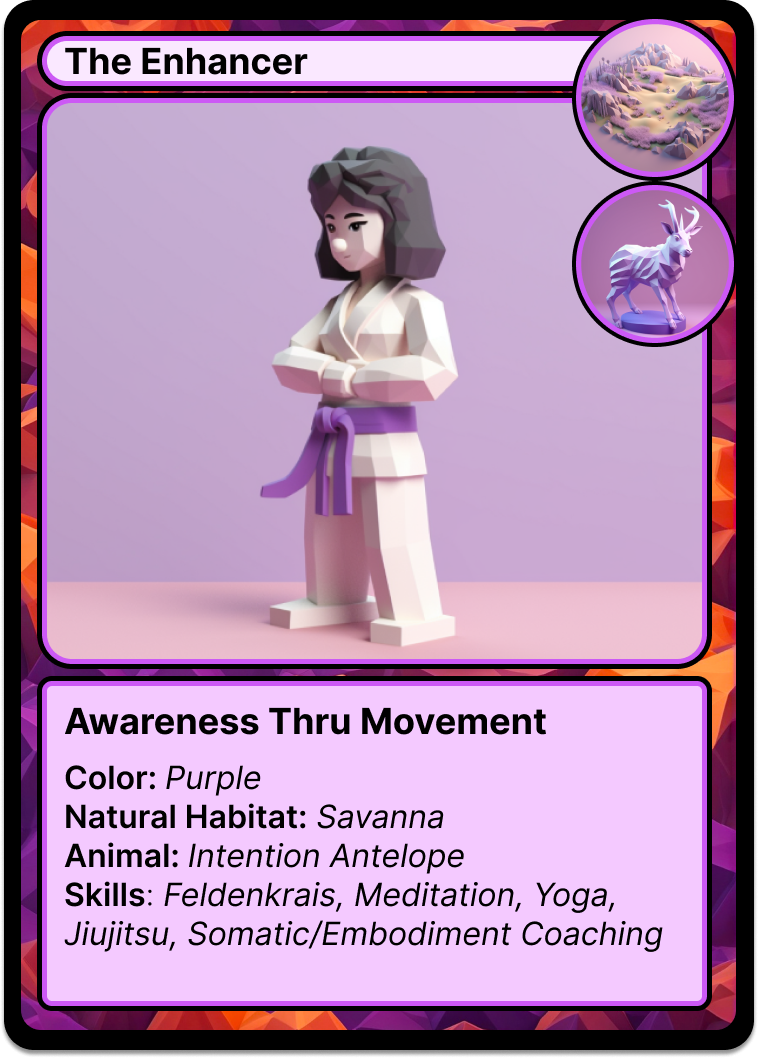 The Enhancer
Awareness Thru Movement
Color: Purple
Natural Habitat: Savanna
Animal: Intention Antelope
Skills: Feldenkrais, Meditation, Yoga,
Jiujitsu, Somatic/Embodiment Coaching